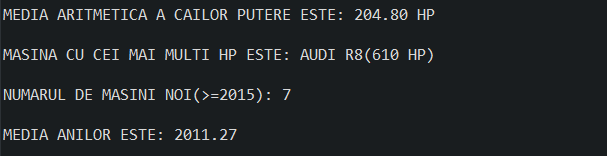 MEDIA ARITMETICA A CAILOR PUTERE ESTE: 204.80 HP
MASINA CU CEI MAI MULTI HP ESTE: AUDI R8(610 HP)
NUMARUL DE MASINI NOI(>=2015): 7
MEDIA ANILOR ESTE: 2011.27